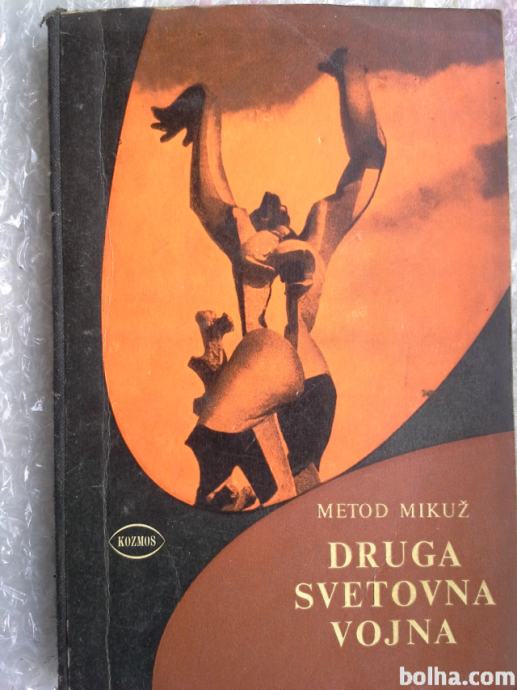 KOZMOS
METOD MIKUŽ
DRUGA
SVETOVNA
VOJNA
bolha.com